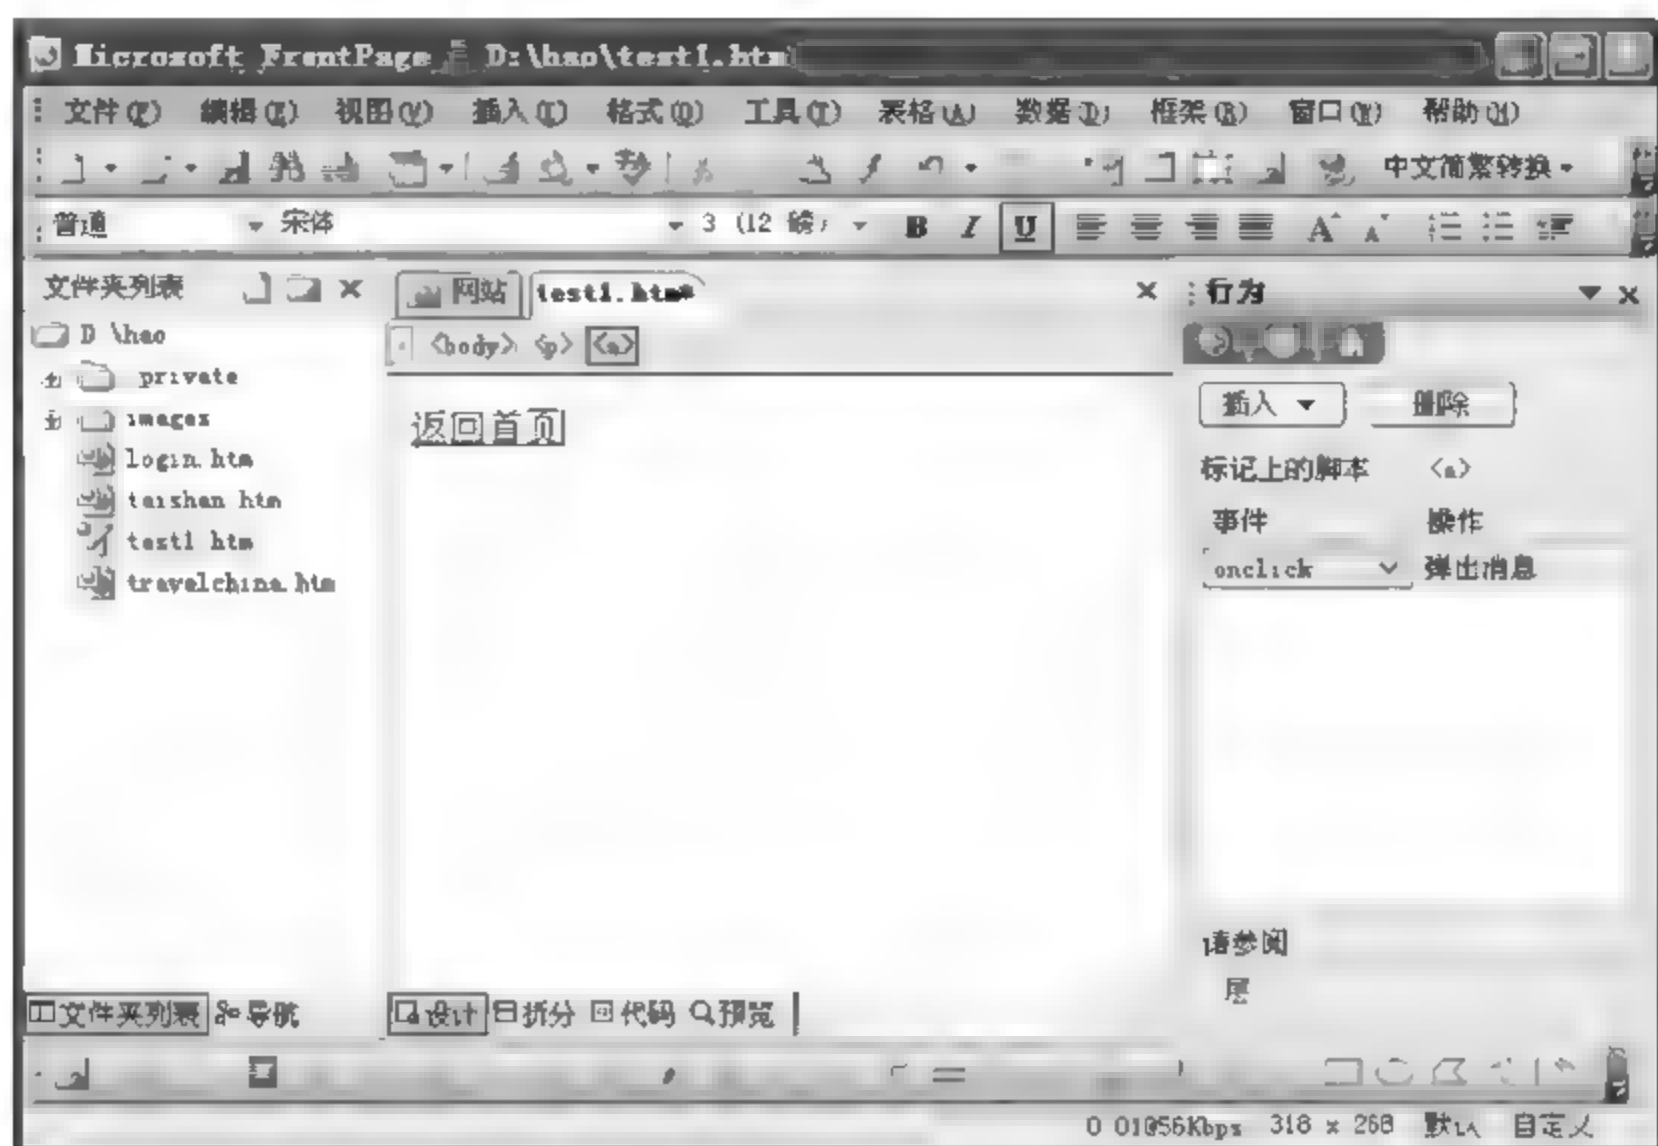 Microsoft FrontPage - D:\hao\test1.htm
文件(F) 编辑(E) 视图(V) 插入(I) 格式(O) 工具(T) 表格(A) 数据(D) 框架(R) 窗口(W) 帮助(H)
中文简繁转换
普通 宋体 3 (12 磅) B I U A A
文件夹列表
网站 test1.htm*
行为
D:\hao
<body> <p> <a>
_private
images
login.htm
taishan.htm
test1.htm
travelchina.htm
返回首页
插入 删除
标记上的脚本 <a>
事件 操作
onclick 弹出消息
请参阅
层
文件夹列表 导航
设计 拆分 代码 预览
0:01@56Kbps 318 x 268 默认 自定义